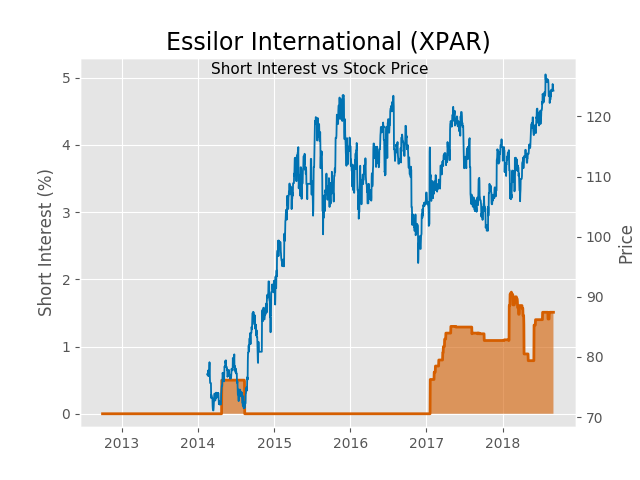 Essilor International (XPAR)
Short Interest vs Stock Price
Short Interest (%)
5
4
3
2
1
0
120
110
100
90
80
70
Price
2013 2014 2015 2016 2017 2018